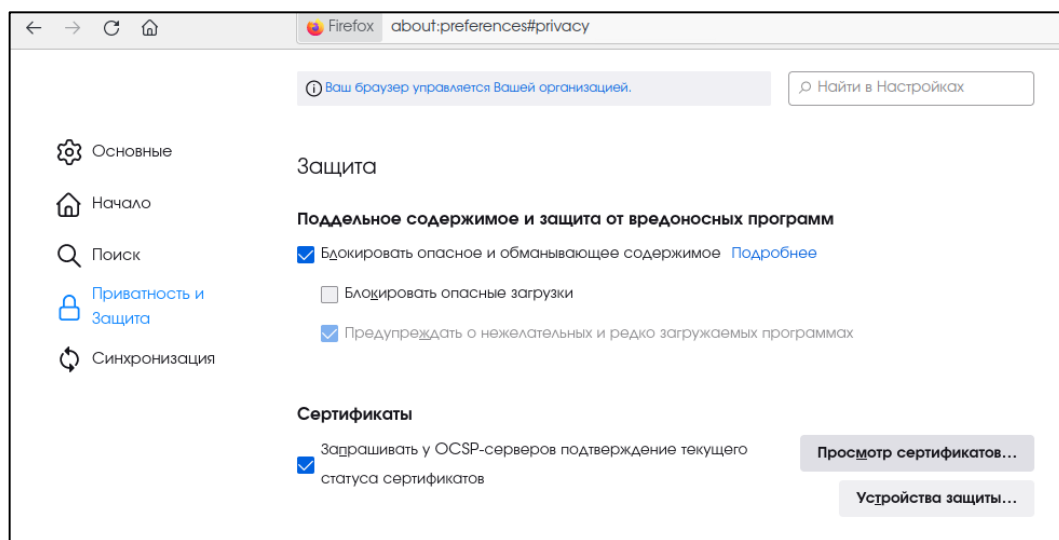 Firefox about:preferences#privacy
Ваш браузер управляется Вашей организацией.
Найти в Настройках
Основные
Начало
Поиск
Приватность и
Защита
Синхронизация
Защита
Поддельное содержимое и защита от вредоносных программ
Блокировать опасное и обманывающее содержимое Подробнее
Блокировать опасные загрузки
Предупреждать о нежелательных и редко загружаемых программах
Сертификаты
Запрашивать у OCSP-серверов подтверждение текущего
статуса сертификатов
Просмотр сертификатов...
Устройства защиты...